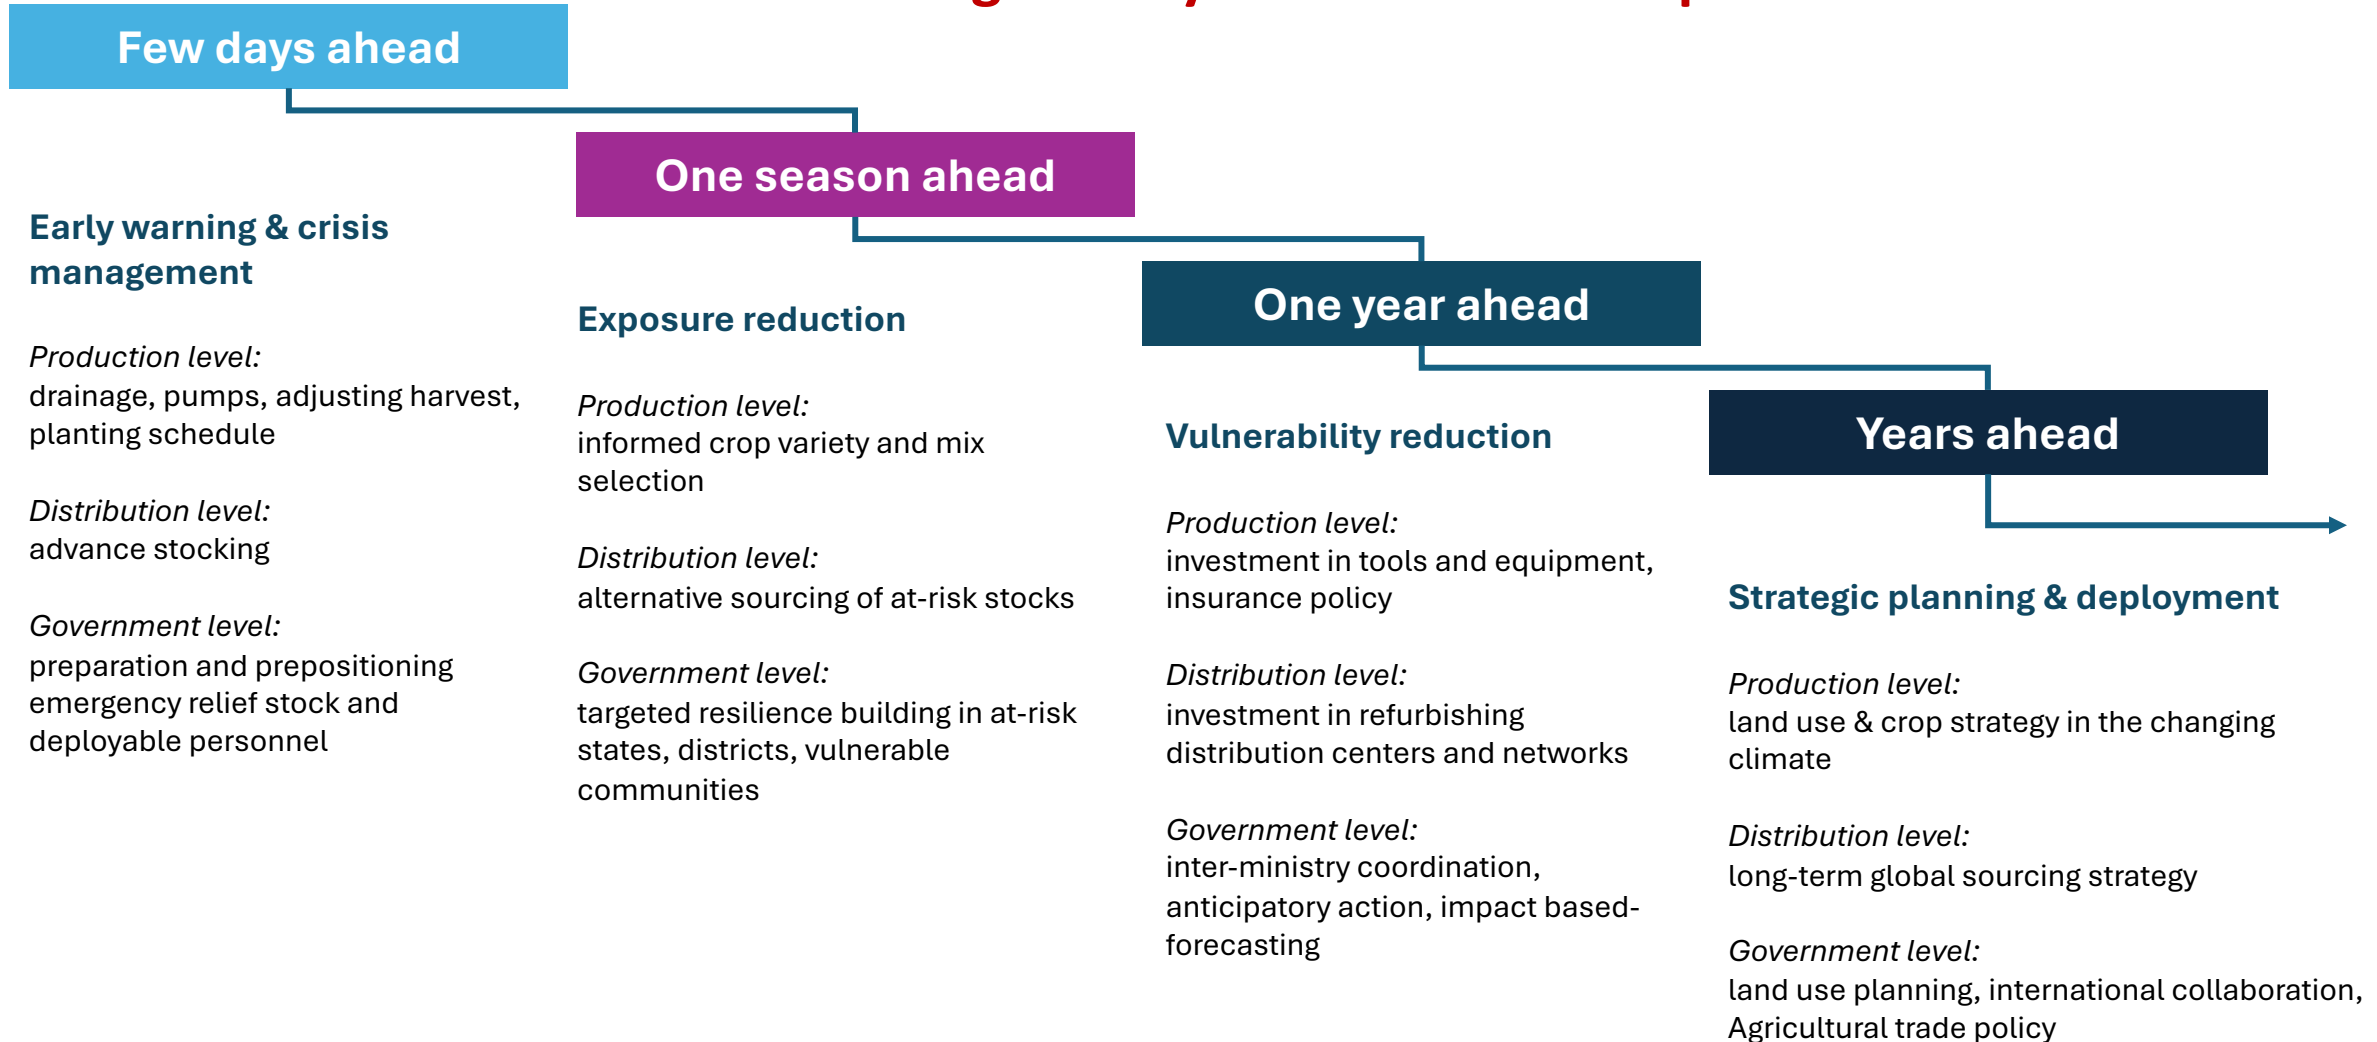 Few days ahead
Early warning & crisis
management
Production level:
drainage, pumps, adjusting harvest,
planting schedule
Distribution level:
advance stocking
Government level:
preparation and prepositioning
emergency relief stock and
deployable personnel
One season ahead
Exposure reduction
Production level:
informed crop variety and mix
selection
Distribution level:
alternative sourcing of at-risk stocks
Government level:
targeted resilience building in at-risk
states, districts, vulnerable
communities
One year ahead
Vulnerability reduction
Production level:
investment in tools and equipment,
insurance policy
Distribution level:
investment in refurbishing
distribution centers and networks
Government level:
inter-ministry coordination,
anticipatory action, impact based-
forecasting
Years ahead
Strategic planning & deployment
Production level:
land use & crop strategy in the changing
climate
Distribution level:
long-term global sourcing strategy
Government level:
land use planning, international collaboration,
Agricultural trade policy